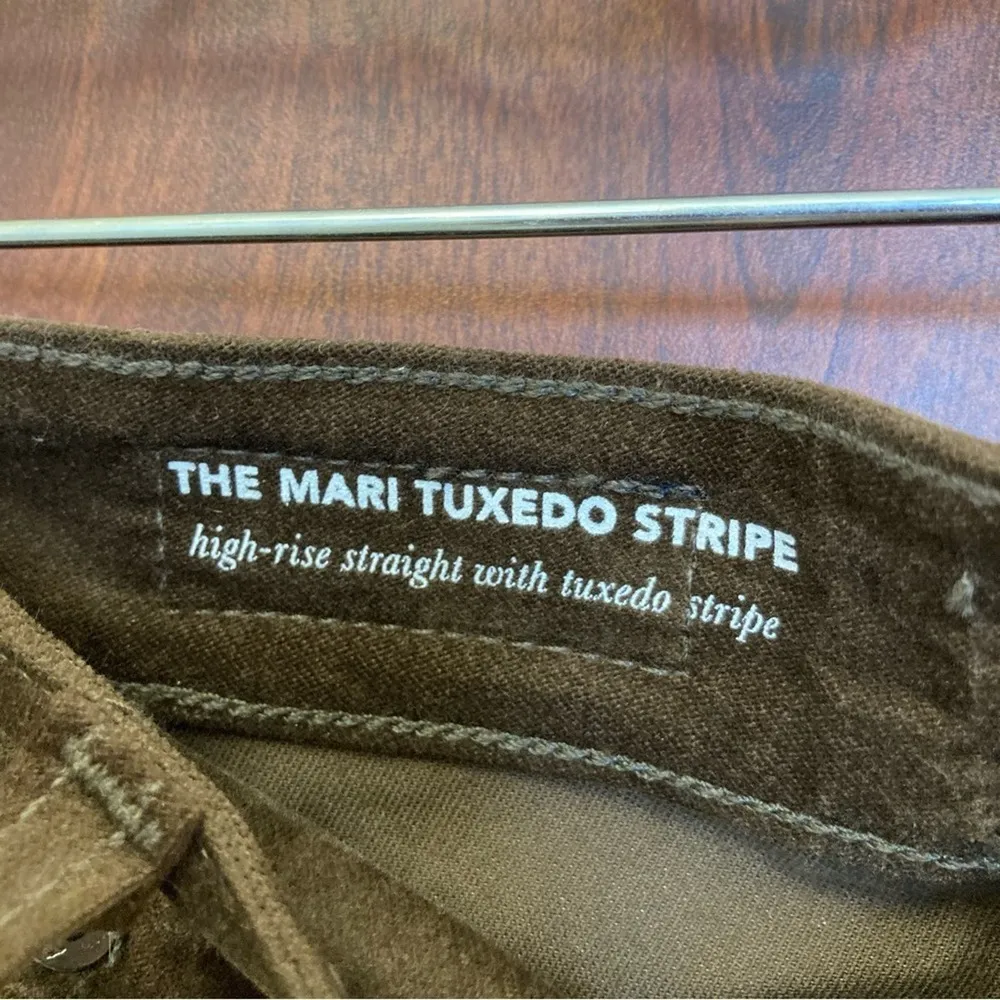 THE MARI TUXEDO STRIPE
high-rise straight with tuxedo stripe